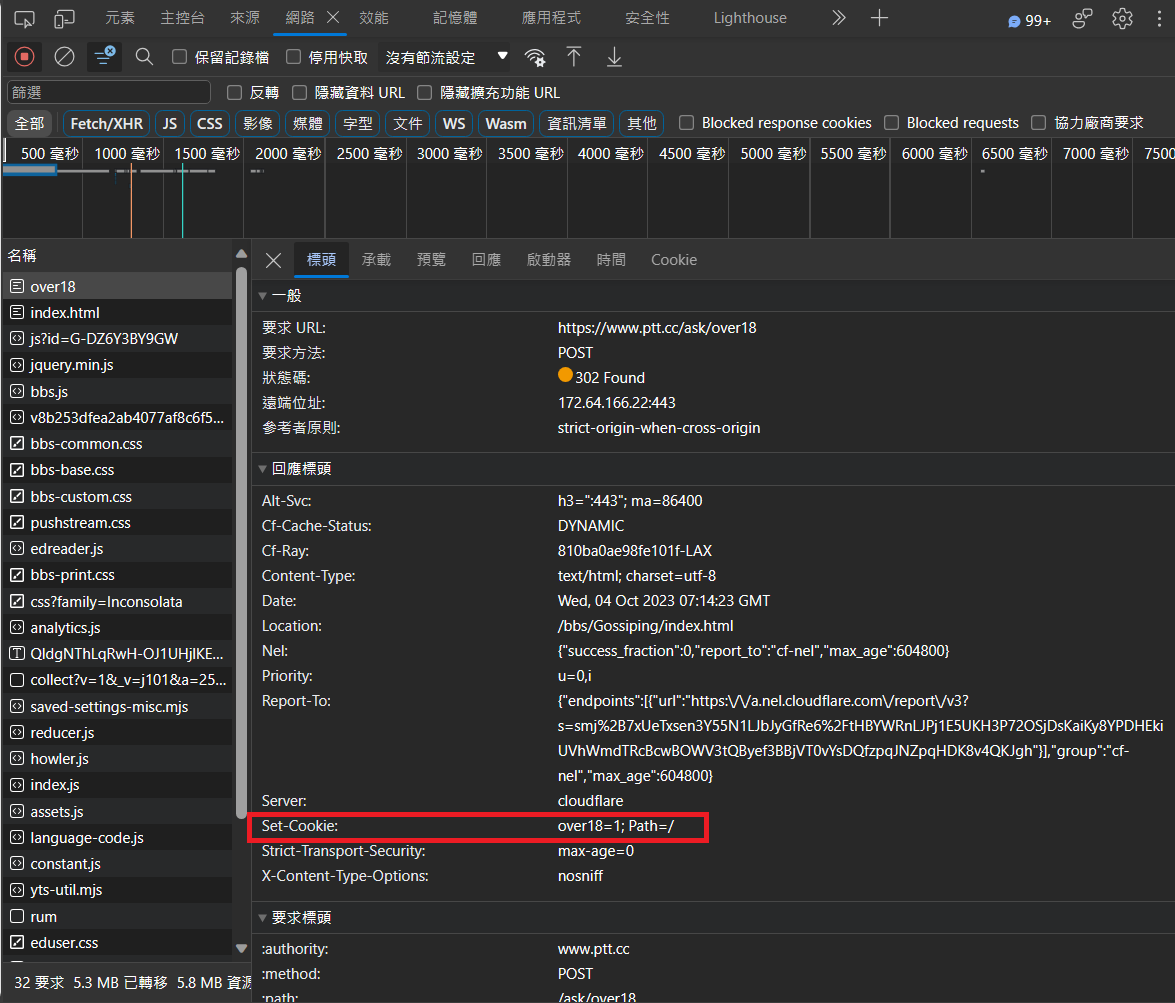 元素 主控台 來源 網路 效能 記憶體 應用程式 安全性 Lighthouse 99+
保留記錄檔 停用快取 沒有節流設定
篩選 反轉 隱藏資料 URL 隱藏擴充功能 URL
全部 Fetch/XHR JS CSS 影像 媒體 字型 文件 WS Wasm 資訊清單 其他 Blocked response cookies Blocked requests 協力廠商要求
500 毫秒 1000 毫秒 1500 毫秒 2000 毫秒 2500 毫秒 3000 毫秒 3500 毫秒 4000 毫秒 4500 毫秒 5000 毫秒 5500 毫秒 6000 毫秒 6500 毫秒 7000 毫秒 7500
名稱
over18
index.html
js?id=G-DZ6Y3BY9GW
jquery.min.js
bbs.js
v8b253dfea2ab4077af8c6f5...
bbs-common.css
bbs-base.css
bbs-custom.css
pushstream.css
edreader.js
bbs-print.css
css?family=Inconsolata
analytics.js
QldgNThLqRwH-OJ1UHjlKE...
collect?v=1&_v=j101&a=25...
saved-settings-misc.mjs
reducer.js
howler.js
index.js
assets.js
language-code.js
constant.js
yts-util.mjs
rum
eduser.css
32 要求 5.3 MB 已轉移 5.8 MB 資源
標頭 承載 預覽 回應 啟動器 時間 Cookie
一般
要求 URL: https://www.ptt.cc/ask/over18
要求方法: POST
狀態碼: 302 Found
遠端位址: 172.64.166.22:443
參考者原則: strict-origin-when-cross-origin
回應標頭
Alt-Svc: h3=":443"; ma=86400
Cf-Cache-Status: DYNAMIC
Cf-Ray: 810ba0ae98fe101f-LAX
Content-Type: text/html; charset=utf-8
Date: Wed, 04 Oct 2023 07:14:23 GMT
Location: /bbs/Gossiping/index.html
Nel: {"success_fraction":0,"report_to":"cf-nel","max_age":604800}
Priority: u=0,i
Report-To: {"endpoints":[{"url":"https:\/\/a.nel.cloudflare.com\/report\/v3?
s=smj%2B7xUeTxsen3Y55N1LJbJyGfRe6%2FtHBYWRnLJPj1E5UKH3P72OSjDsKaiKy8YPDHEki
UVhWmdTRcBcwBOWV3tQByef3BBjVT0vYsDQfzpqJNZpqHDK8v4QKJgh"}],"group":"cf-
nel","max_age":604800}
Server: cloudflare
Set-Cookie: over18=1; Path=/
Strict-Transport-Security: max-age=0
X-Content-Type-Options: nosniff
要求標頭
:authority: www.ptt.cc
:method: POST
:path: /ask/over18